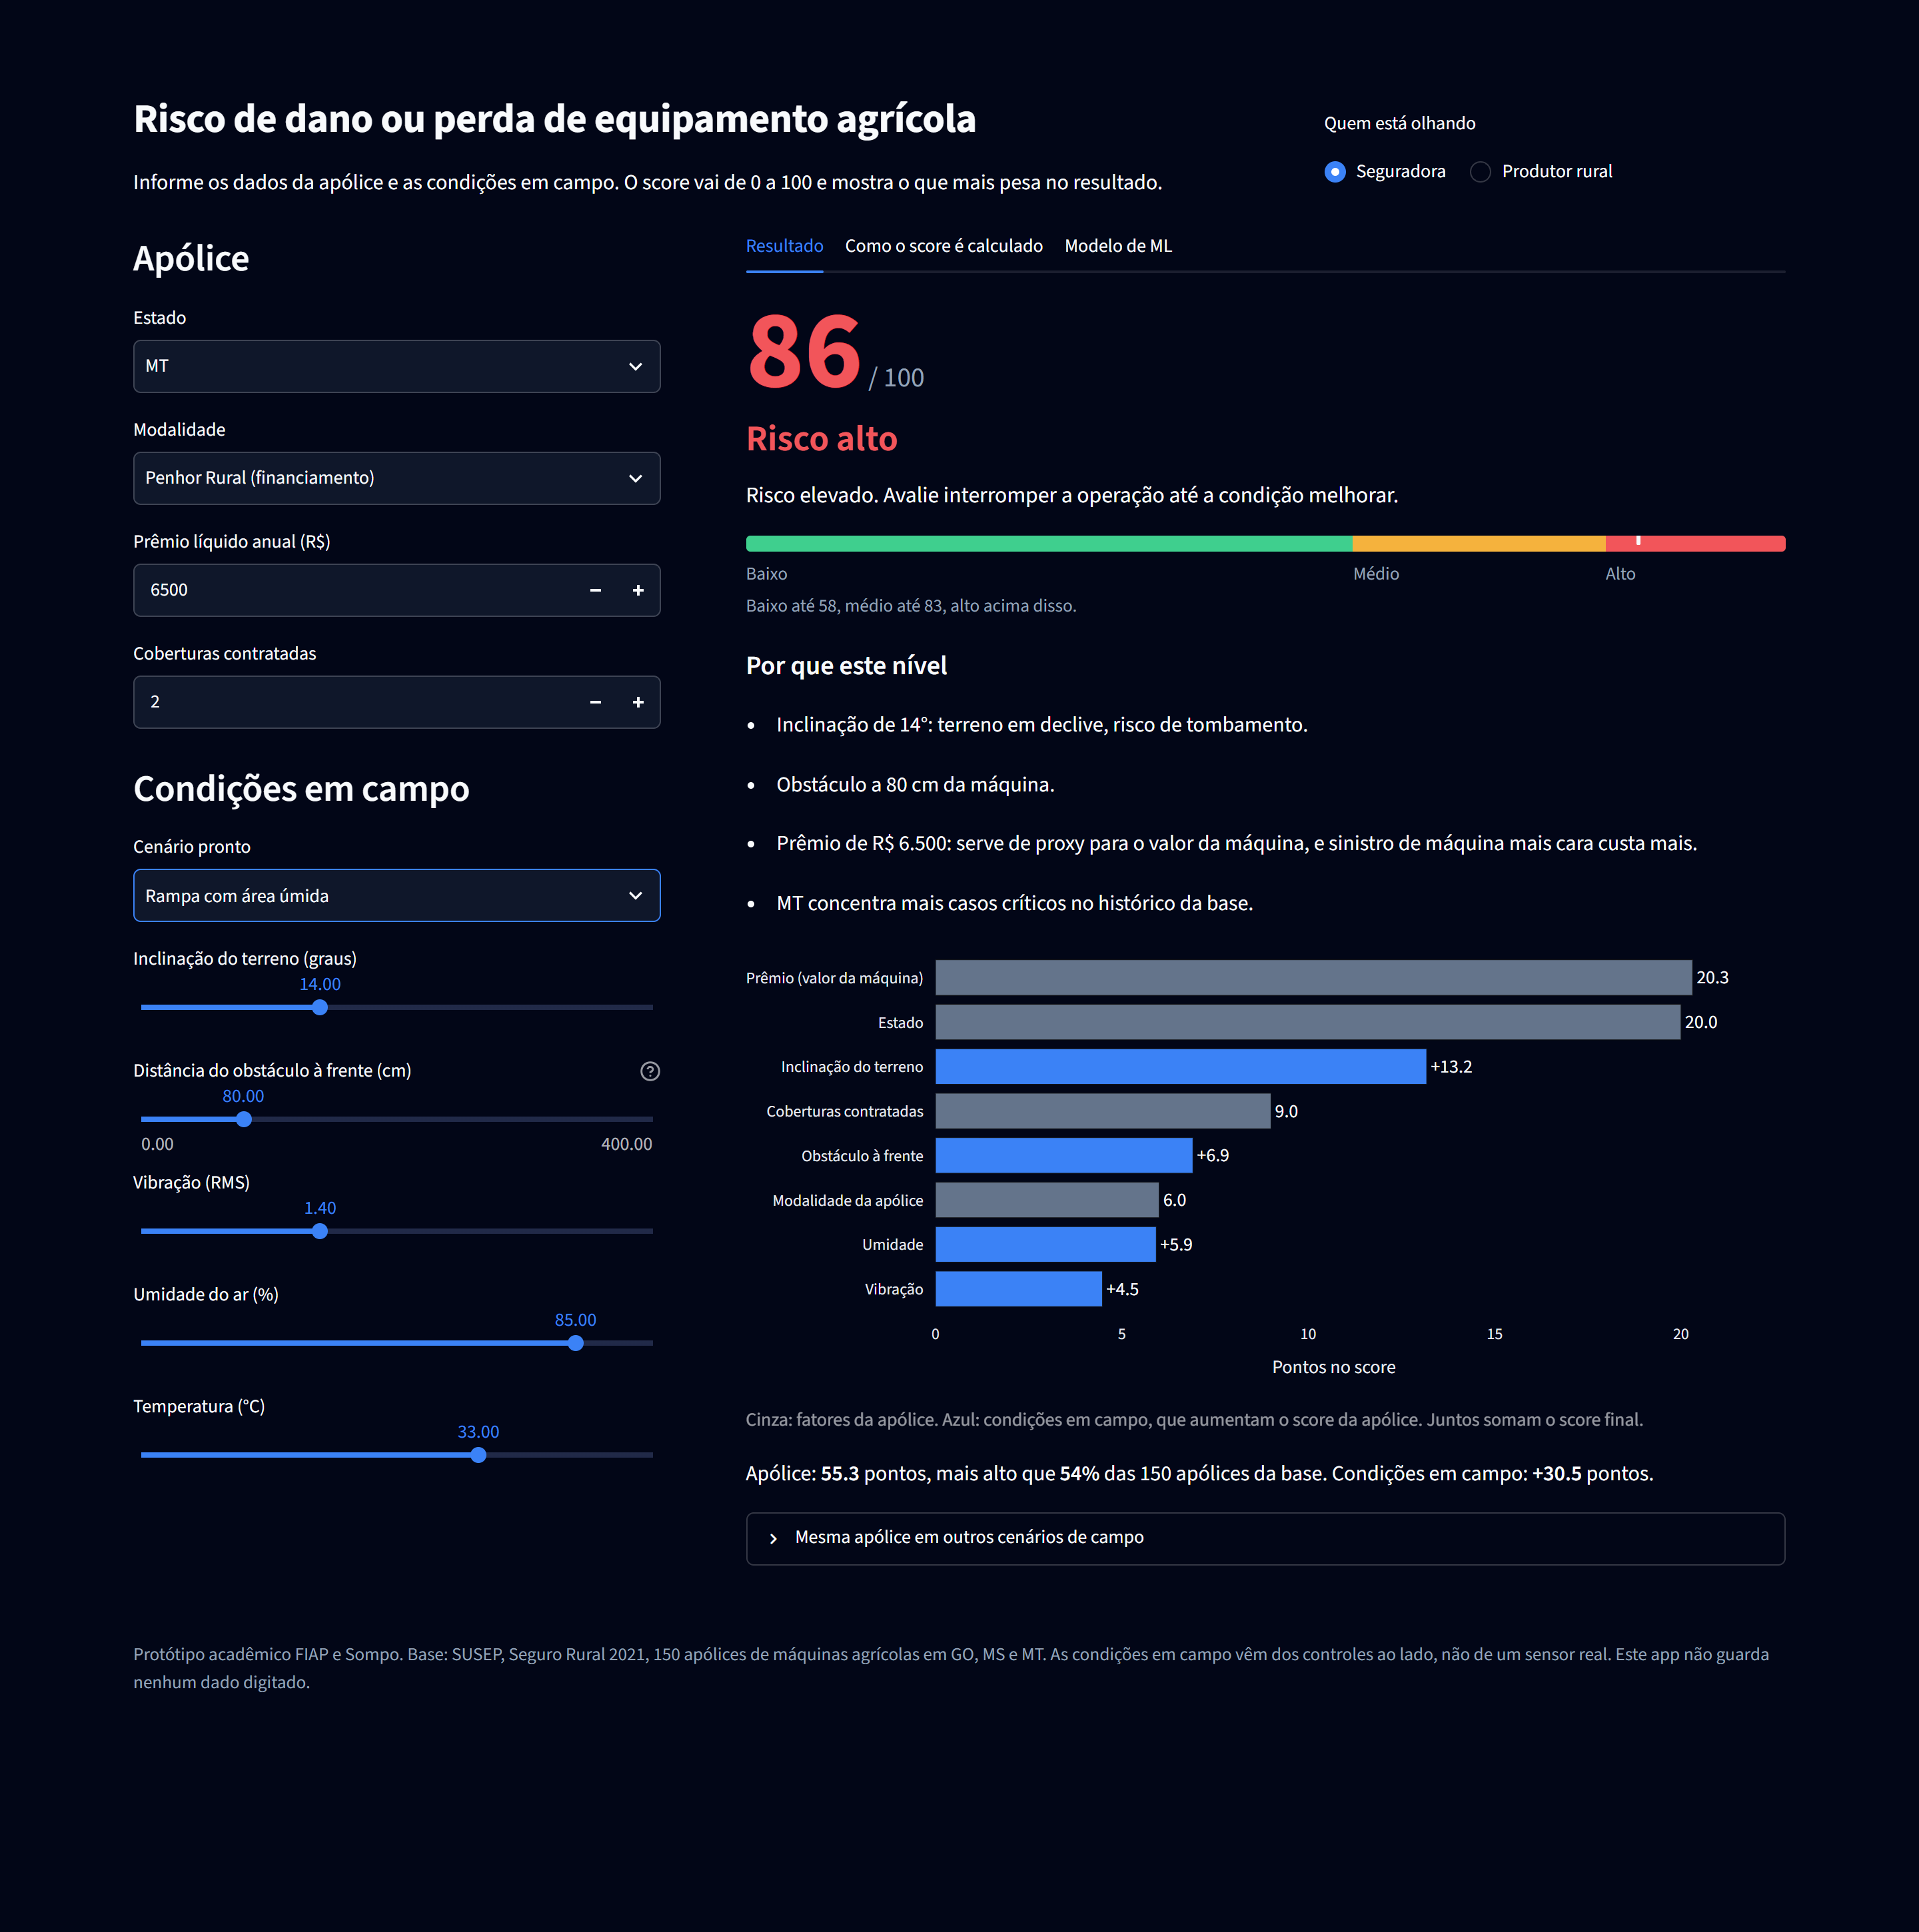 Risco de dano ou perda de equipamento agrícola
Informe os dados da apólice e as condições em campo. O score vai de 0 a 100 e mostra o que mais pesa no resultado.
Quem está olhando
Seguradora
Produtor rural
Apólice
Estado
MT
Modalidade
Penhor Rural (financiamento)
Prêmio líquido anual (R$)
6500
Coberturas contratadas
2
Condições em campo
Cenário pronto
Rampa com área úmida
Inclinação do terreno (graus)
14.00
Distância do obstáculo à frente (cm)
80.00
0.00
400.00
Vibração (RMS)
1.40
Umidade do ar (%)
85.00
Temperatura (°C)
33.00
Resultado
Como o score é calculado
Modelo de ML
86 / 100
Risco alto
Risco elevado. Avalie interromper a operação até a condição melhorar.
Baixo
Médio
Alto
Baixo até 58, médio até 83, alto acima disso.
Por que este nível
• Inclinação de 14°: terreno em declive, risco de tombamento.
• Obstáculo a 80 cm da máquina.
• Prêmio de R$ 6.500: serve de proxy para o valor da máquina, e sinistro de máquina mais cara custa mais.
• MT concentra mais casos críticos no histórico da base.
Prêmio (valor da máquina) 20.3
Estado 20.0
Inclinação do terreno +13.2
Coberturas contratadas 9.0
Obstáculo à frente +6.9
Modalidade da apólice 6.0
Umidade +5.9
Vibração +4.5
0 5 10 15 20
Pontos no score
Cinza: fatores da apólice. Azul: condições em campo, que aumentam o score da apólice. Juntos somam o score final.
Apólice: 55.3 pontos, mais alto que 54% das 150 apólices da base. Condições em campo: +30.5 pontos.
Mesma apólice em outros cenários de campo
Protótipo acadêmico FIAP e Sompo. Base: SUSEP, Seguro Rural 2021, 150 apólices de máquinas agrícolas em GO, MS e MT. As condições em campo vêm dos controles ao lado, não de um sensor real. Este app não guarda
nenhum dado digitado.